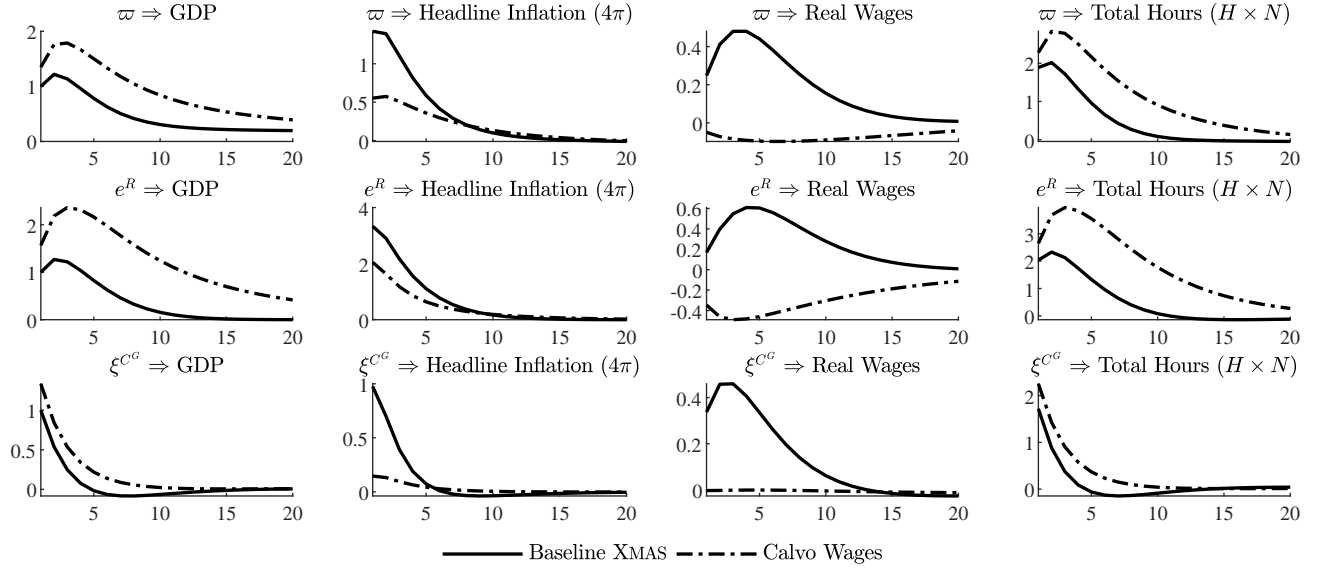 ϖ ⇒ GDP
ϖ ⇒ Headline Inflation (4π)
ϖ ⇒ Real Wages
ϖ ⇒ Total Hours (H × N)
2
1
0
5 10 15 20
1
0.5
0
5 10 15 20
0.4
0.2
0
5 10 15 20
2
1
0
5 10 15 20
e^R ⇒ GDP
e^R ⇒ Headline Inflation (4π)
e^R ⇒ Real Wages
e^R ⇒ Total Hours (H × N)
2
1
0
5 10 15 20
4
2
0
5 10 15 20
0.6
0.4
0.2
0
-0.2
-0.4
5 10 15 20
3
2
1
0
5 10 15 20
ξ^{C^G} ⇒ GDP
ξ^{C^G} ⇒ Headline Inflation (4π)
ξ^{C^G} ⇒ Real Wages
ξ^{C^G} ⇒ Total Hours (H × N)
1
0.5
0
5 10 15 20
1
0.5
0
5 10 15 20
0.4
0.2
0
5 10 15 20
2
1
0
5 10 15 20
Baseline XMAS Calvo Wages